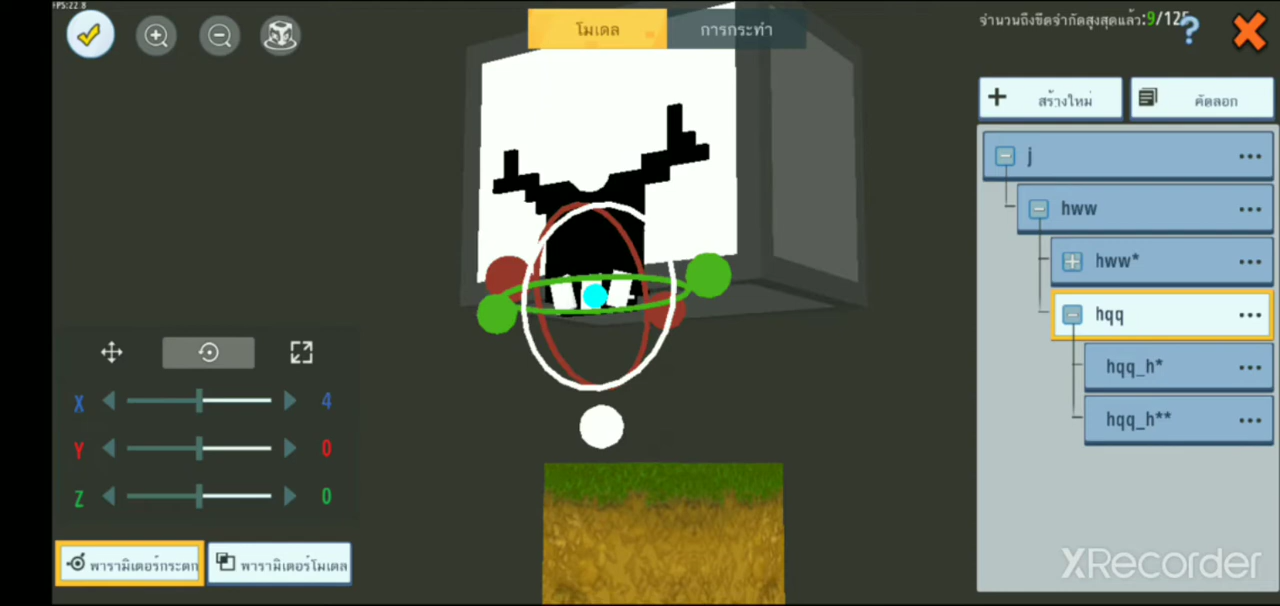 FPS:22.8
โมเดล
การกระทำ
จำนวนถึงขีดจำกัดสูงสุดแล้ว:9/125
?
สร้างใหม่
คัดลอก
j
hww
hww*
hqq
hqq_h*
hqq_h**
X 4
Y 0
Z 0
พารามิเตอร์กระดูก
พารามิเตอร์โมเดล
XRecorder